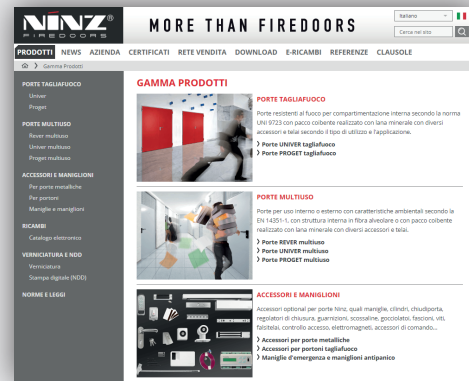 NINZ®
FIREDOORS
MORE THAN FIREDOORS
Italiano
Cerca nel sito
PRODOTTI NEWS AZIENDA CERTIFICATI RETE VENDITA DOWNLOAD E-RICAMBI REFERENZE CLAUSOLE
Gamma Prodotti
PORTE TAGLIAFUOCO
Univer
Proget
PORTE MULTIUSO
Rever multiuso
Univer multiuso
Proget multiuso
ACCESSORI E MANIGLIONI
Per porte metalliche
Per portoni
Maniglie e maniglioni
RICAMBI
Catalogo elettronico
VERNICIATURA E NDD
Verniciatura
Stampa digitale (NDD)
NORME E LEGGI
GAMMA PRODOTTI
PORTE TAGLIAFUOCO
Porte resistenti al fuoco per compartimentazione interna secondo la norma
UNI 9723 con pacco coibente realizzato con lana minerale con diversi
accessori e telai secondo il tipo di utilizzo e l'applicazione.
Porte UNIVER tagliafuoco
Porte PROGET tagliafuoco
PORTE MULTIUSO
Porte per uso interno o esterno con caratteristiche ambientali secondo la
EN 14351-1, con struttura interna in fibra alveolare o con pacco coibente
realizzato con lana minerale con diversi accessori e telai.
Porte REVER multiuso
Porte UNIVER multiuso
Porte PROGET multiuso
ACCESSORI E MANIGLIONI
Accessori optional per porte Ninz, quali maniglie, cilindri, chiudiporta,
regolatori di chiusura, guarnizioni, scossaline, gocciolatoi, fascioni, viti,
falsitelai, controllo accesso, elettromagneti, accessori di comando...
Accessori per porte metalliche
Accessori per portoni tagliafuoco
Maniglie d'emergenza e maniglioni antipanico